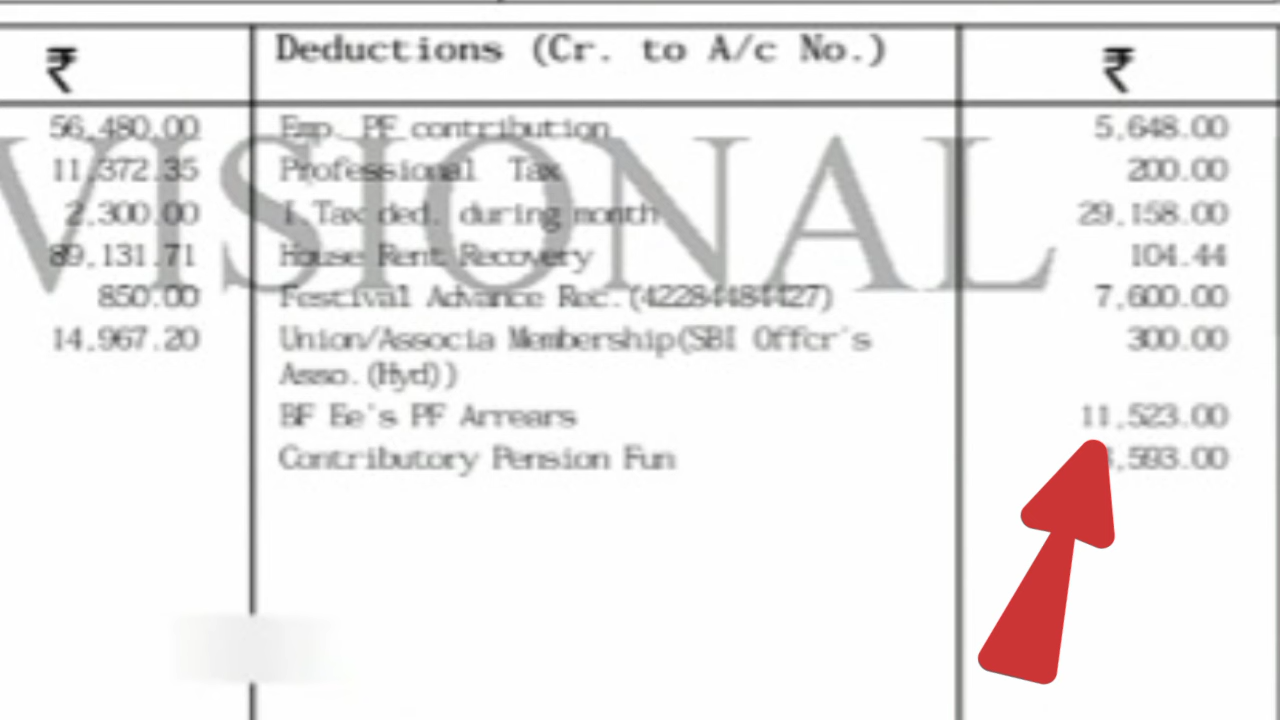 ₹ Deductions (Cr. to A/c No.) ₹
56,480.00 Emp. PF contribution 5,648.00
11,372.35 Professional Tax 200.00
2,300.00 I.Tax ded. during month 29,158.00
89,131.71 House Rent Recovery 104.44
850.00 Festival Advance Rec.(42284484427) 7,600.00
14,967.20 Union/Associa Membership(SBI Offcr's 300.00
Asso.(Hyd))
BF Ee's PF Arrears 11,523.00
Contributory Pension Fun ,593.00
VISIONAL